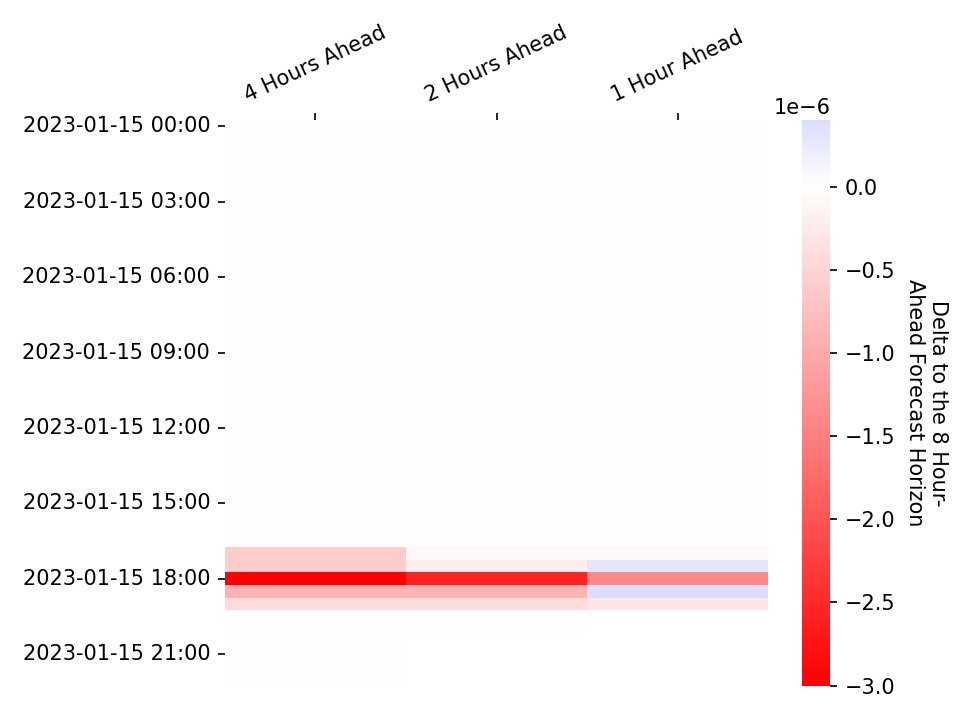 4 Hours Ahead
2 Hours Ahead
1 Hour Ahead
1e−6
2023-01-15 00:00
2023-01-15 03:00
2023-01-15 06:00
2023-01-15 09:00
2023-01-15 12:00
2023-01-15 15:00
2023-01-15 18:00
2023-01-15 21:00
0.0
−0.5
−1.0
−1.5
−2.0
−2.5
−3.0
Delta to the 8 Hour-
Ahead Forecast Horizon